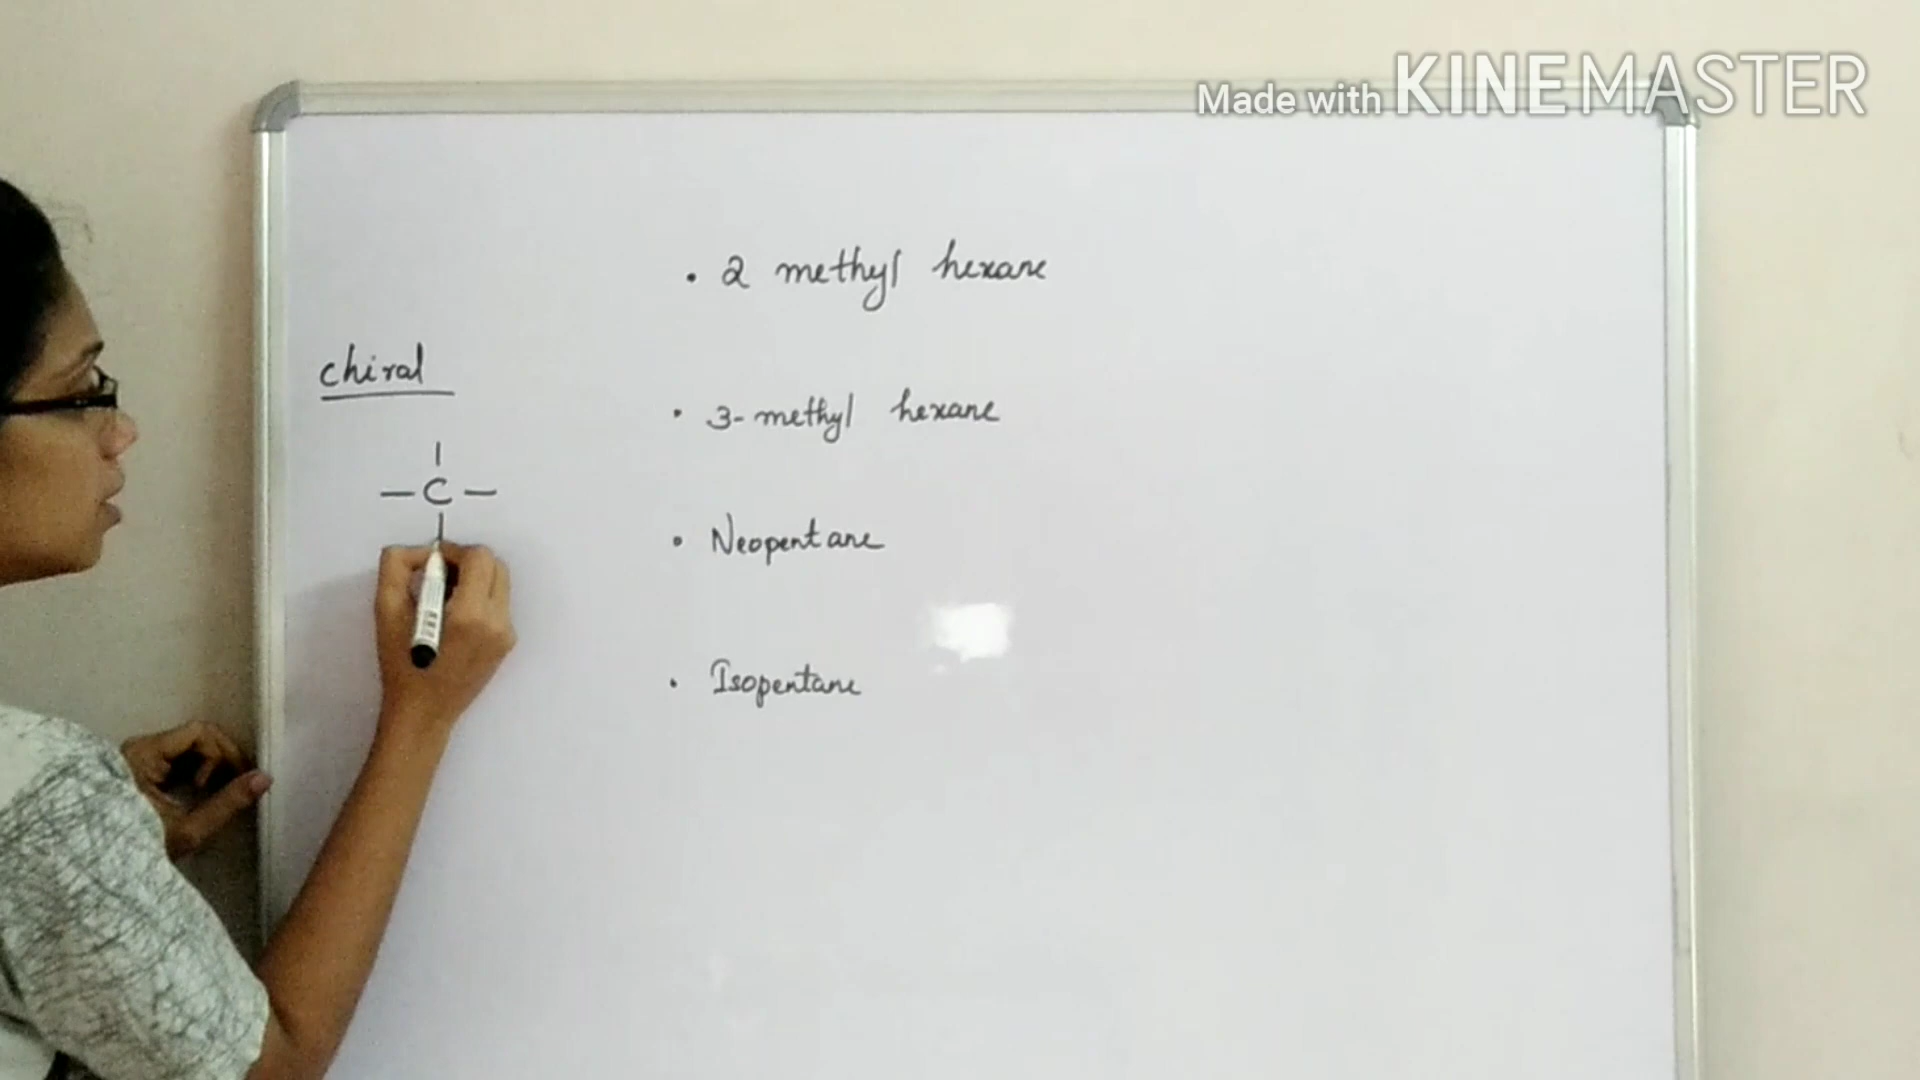 Made with KINEMASTER
• 2 methyl hexane
chiral
• 3-methyl hexane
– C –
• Neopentane
• Isopentane